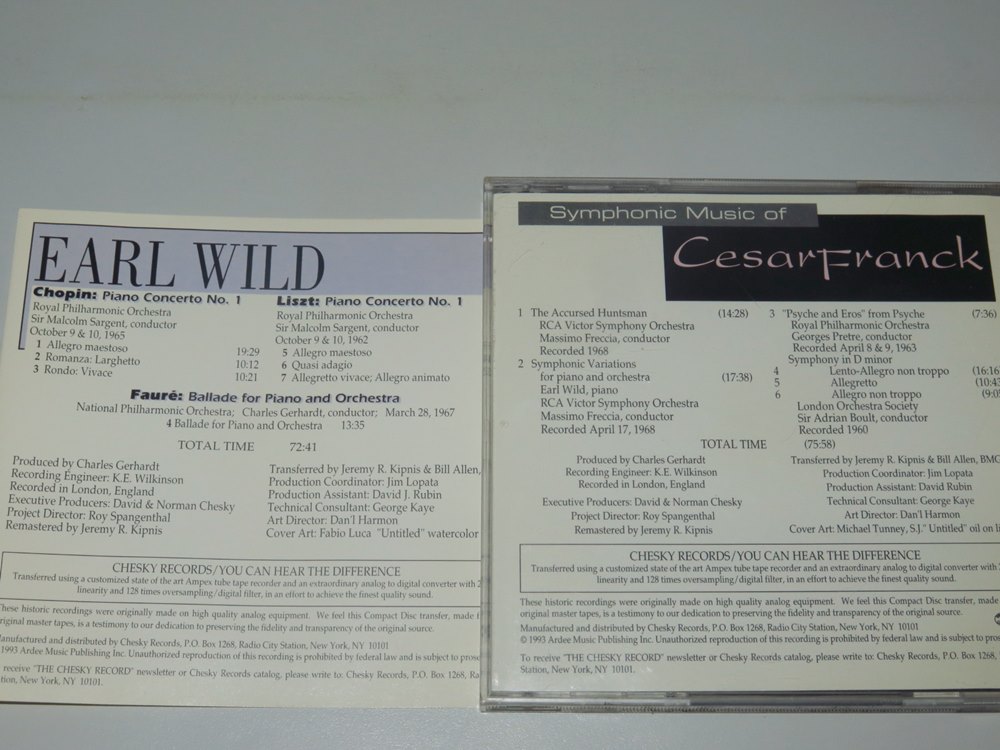 EARL WILD
Chopin: Piano Concerto No. 1
Royal Philharmonic Orchestra
Sir Malcolm Sargent, conductor
October 9 & 10, 1965
1 Allegro maestoso 19:29
2 Romanza: Larghetto 10:12
3 Rondo: Vivace 10:21
Liszt: Piano Concerto No. 1
Royal Philharmonic Orchestra
Sir Malcolm Sargent, conductor
October 9 & 10, 1962
5 Allegro maestoso
6 Quasi adagio
7 Allegretto vivace; Allegro animato
Fauré: Ballade for Piano and Orchestra
National Philharmonic Orchestra; Charles Gerhardt, conductor; March 28, 1967
4 Ballade for Piano and Orchestra 13:35
TOTAL TIME 72:41
Produced by Charles Gerhardt
Recording Engineer: K.E. Wilkinson
Recorded in London, England
Executive Producers: David & Norman Chesky
Project Director: Roy Spangenthal
Remastered by Jeremy R. Kipnis
Transferred by Jeremy R. Kipnis & Bill Allen,
Production Coordinator: Jim Lopata
Production Assistant: David J. Rubin
Technical Consultant: George Kaye
Art Director: Dan'l Harmon
Cover Art: Fabio Luca "Untitled" watercolor
CHESKY RECORDS/YOU CAN HEAR THE DIFFERENCE
Transferred using a customized state of the art Ampex tube tape recorder and an extraordinary analog to digital converter with
linearity and 128 times oversampling/digital filter, in an effort to achieve the finest quality sound.
These historic recordings were originally made on high quality analog equipment. We feel this Compact Disc transfer, made
original master tapes, is a testimony to our dedication to preserving the fidelity and transparency of the original source.
Manufactured and distributed by Chesky Records, P.O. Box 1268, Radio City Station, New York, NY 10101
1993 Ardee Music Publishing Inc. Unauthorized reproduction of this recording is prohibited by federal law and is subject to
receive "THE CHESKY RECORD" newsletter or Chesky Records catalog, please write to: Chesky Records, P.O. Box 1268,
New York, NY 10101.
Symphonic Music of
Cesar Franck
1 The Accursed Huntsman (14:28)
RCA Victor Symphony Orchestra
Massimo Freccia, conductor
Recorded 1968
2 Symphonic Variations
for piano and orchestra (17:38)
Earl Wild, piano
RCA Victor Symphony Orchestra
Massimo Freccia, conductor
Recorded April 17, 1968
3 "Psyche and Eros" from Psyche (7:36)
Royal Philharmonic Orchestra
Georges Pretre, conductor
Recorded April 8 & 9, 1963
Symphony in D minor
4 Lento-Allegro non troppo (16:16
5 Allegretto (10:43
6 Allegro non troppo (9:05
London Orchestra Society
Sir Adrian Boult, conductor
Recorded 1960
TOTAL TIME (75:58)
Produced by Charles Gerhardt
Recording Engineer: K.E. Wilkinson
Recorded in London, England
Executive Producers: David & Norman Chesky
Project Director: Roy Spangenthal
Remastered by Jeremy R. Kipnis
Transferred by Jeremy R. Kipnis & Bill Allen, BMG
Production Coordinator: Jim Lopata
Production Assistant: David Rubin
Technical Consultant: George Kaye
Art Director: Dan'l Harmon
Cover Art: Michael Tunney, S.J." Untitled" oil on
CHESKY RECORDS/YOU CAN HEAR THE DIFFERENCE
Transferred using a customized state of the art Ampex tube tape recorder and an extraordinary analog to digital converter with
linearity and 128 times oversampling/digital filter, in an effort to achieve the finest quality sound.
These historic recordings were originally made on high quality analog equipment. We feel this Compact Disc transfer, made
original master tapes, is a testimony to our dedication to preserving the fidelity and transparency of the original source.
Manufactured and distributed by Chesky Records, P.O. Box 1268, Radio City Station, New York, NY 10101
© 1993 Ardee Music Publishing Inc. Unauthorized reproduction of this recording is prohibited by federal law and is subject to
To receive "THE CHESKY RECORD" newsletter or Chesky Records catalog, please write to: Chesky Records, P.O. Box 1268,
Station, New York, NY 10101.